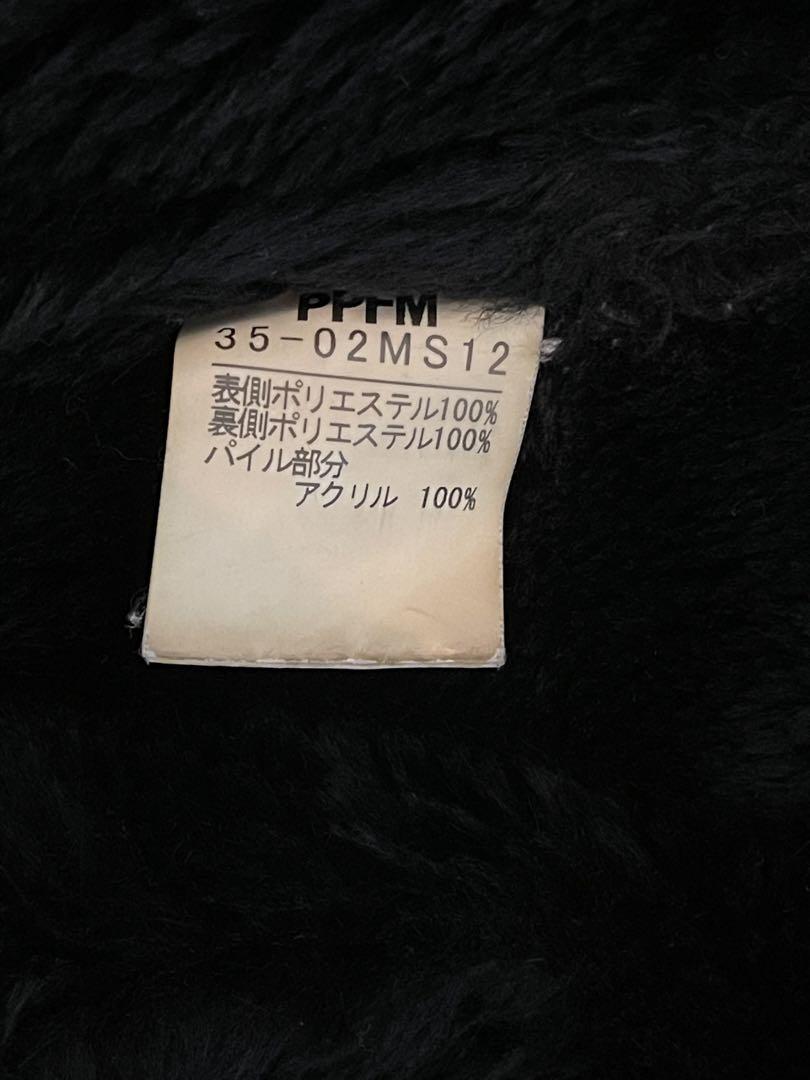 PPFM
35-02MS12
表側ポリエステル100%
裏側ポリエステル100%
パイル部分
アクリル 100%